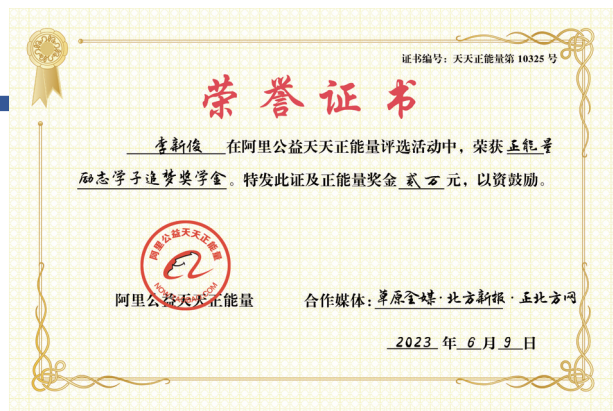 证书编号：天天正能量第 10325 号
荣誉证书
李新俊 在阿里公益天天正能量评选活动中，荣获 正能量
励志学子追梦奖学金。特发此证及正能量奖金 贰万 元，以资鼓励。
阿里公益天天正能量
阿里公益天天正能量 合作媒体：草原全媒·北方新报·正北方网
2023 年 6 月 9 日